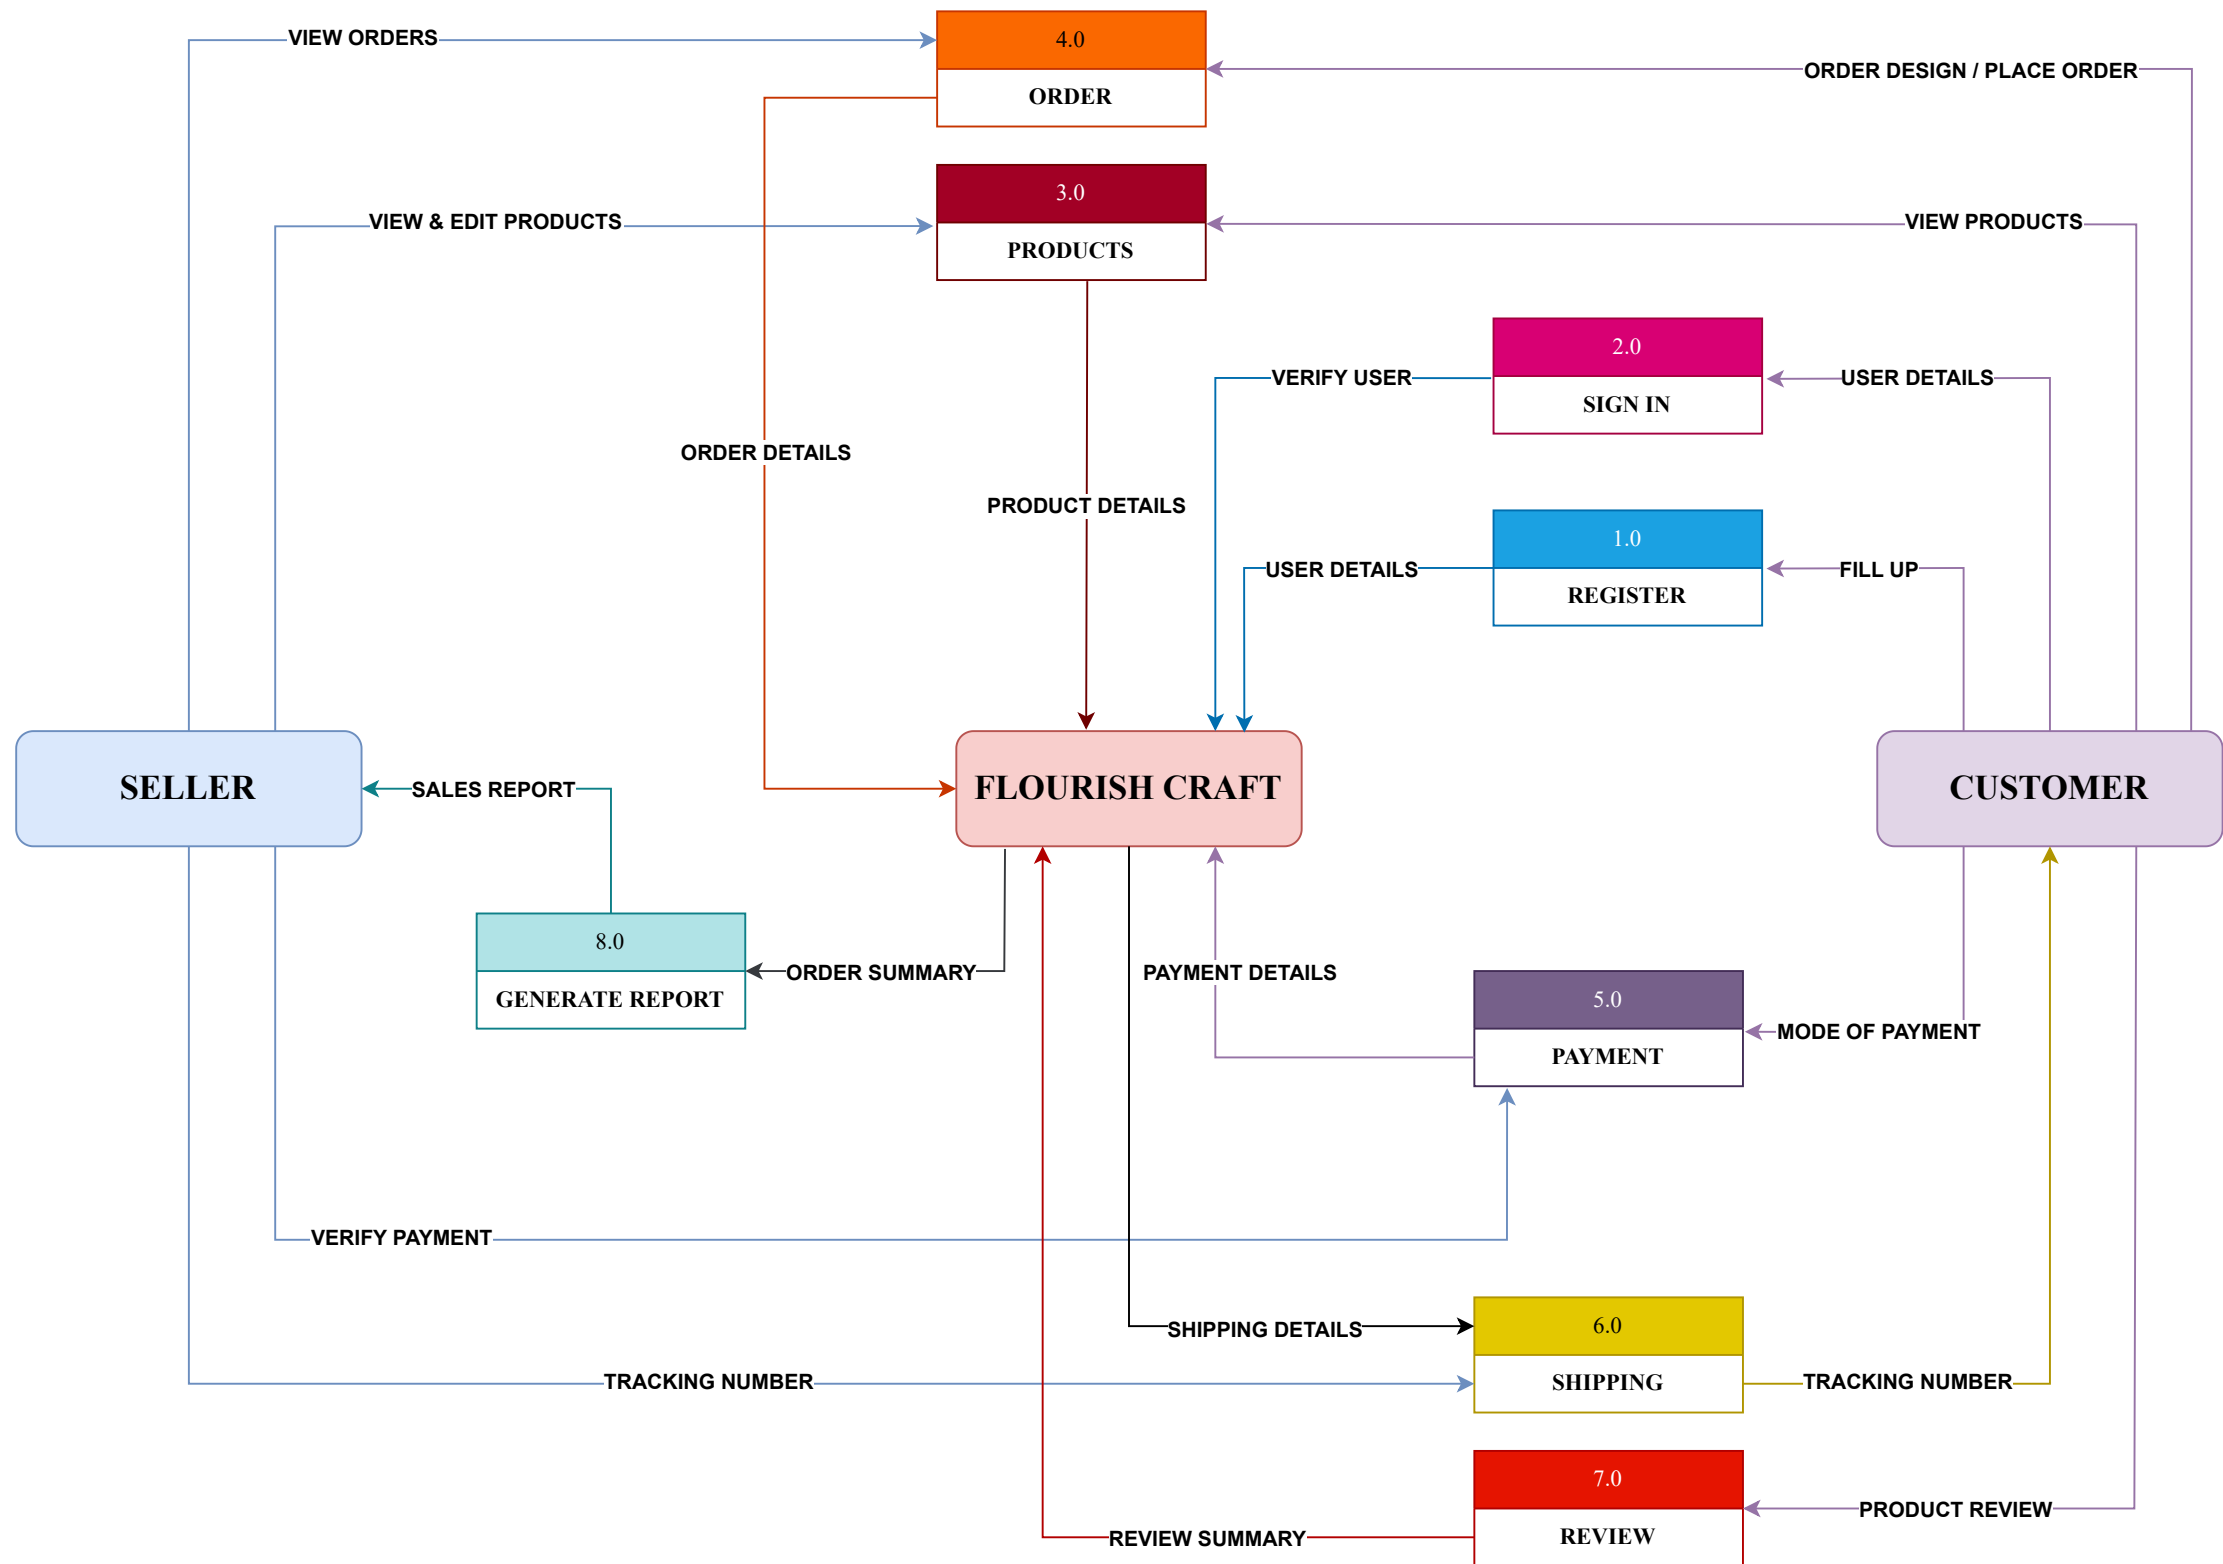 VIEW ORDERS
4.0
ORDER DESIGN / PLACE ORDER
ORDER
3.0
VIEW & EDIT PRODUCTS
VIEW PRODUCTS
PRODUCTS
2.0
VERIFY USER
USER DETAILS
SIGN IN
ORDER DETAILS
PRODUCT DETAILS
1.0
USER DETAILS
FILL UP
REGISTER
SELLER
SALES REPORT
FLOURISH CRAFT
CUSTOMER
8.0
ORDER SUMMARY
GENERATE REPORT
PAYMENT DETAILS
5.0
MODE OF PAYMENT
PAYMENT
VERIFY PAYMENT
SHIPPING DETAILS
6.0
TRACKING NUMBER
SHIPPING
TRACKING NUMBER
7.0
PRODUCT REVIEW
REVIEW SUMMARY
REVIEW